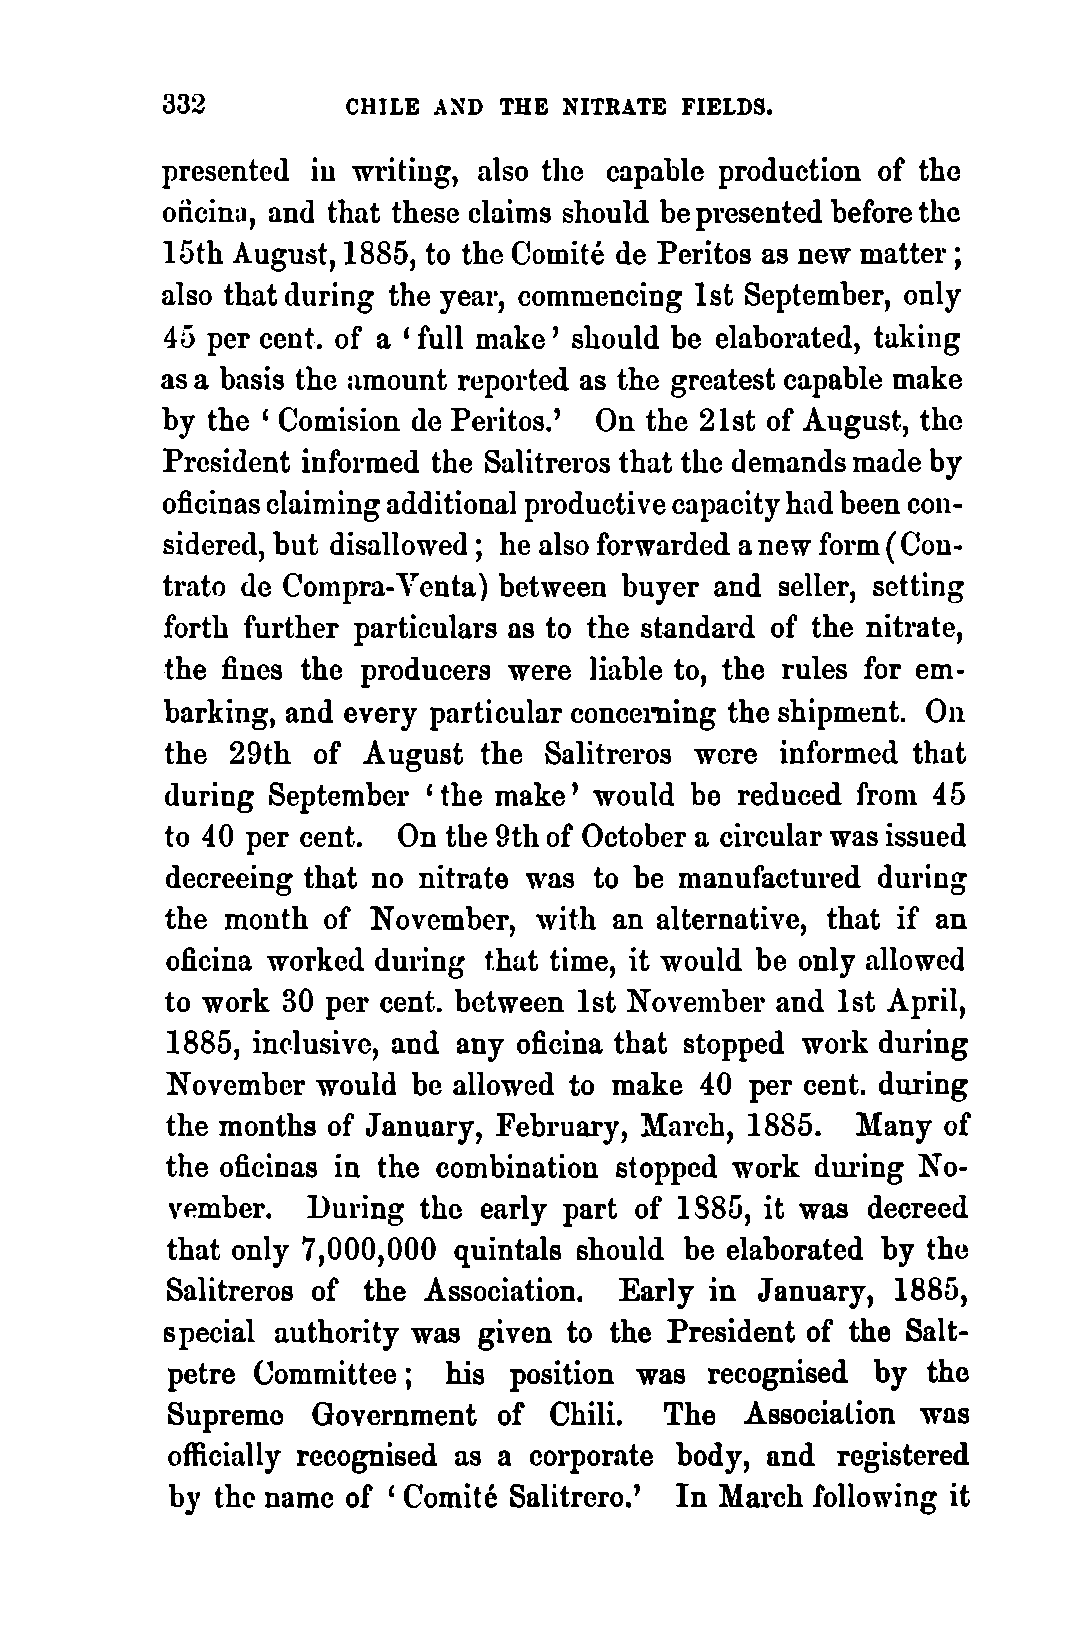 332 CHILE AND THE NITRATE FIELDS.
presented in writing, also the capable production of the
oficina, and that these claims should be presented before the
15th August, 1885, to the Comité de Peritos as new matter;
also that during the year, commencing 1st September, only
45 per cent. of a ‘full make’ should be elaborated, taking
as a basis the amount reported as the greatest capable make
by the ‘Comision de Peritos.’ On the 21st of August, the
President informed the Salitreros that the demands made by
oficinas claiming additional productive capacity had been con-
sidered, but disallowed; he also forwarded a new form (Con-
trato de Compra-Venta) between buyer and seller, setting
forth further particulars as to the standard of the nitrate,
the fines the producers were liable to, the rules for em-
barking, and every particular concerning the shipment. On
the 29th of August the Salitreros were informed that
during September ‘the make’ would be reduced from 45
to 40 per cent. On the 9th of October a circular was issued
decreeing that no nitrate was to be manufactured during
the month of November, with an alternative, that if an
oficina worked during that time, it would be only allowed
to work 30 per cent. between 1st November and 1st April,
1885, inclusive, and any oficina that stopped work during
November would be allowed to make 40 per cent. during
the months of January, February, March, 1885. Many of
the oficinas in the combination stopped work during No-
vember. During the early part of 1885, it was decreed
that only 7,000,000 quintals should be elaborated by the
Salitreros of the Association. Early in January, 1885,
special authority was given to the President of the Salt-
petre Committee; his position was recognised by the
Supreme Government of Chili. The Association was
officially recognised as a corporate body, and registered
by the name of ‘Comité Salitrero.’ In March following it